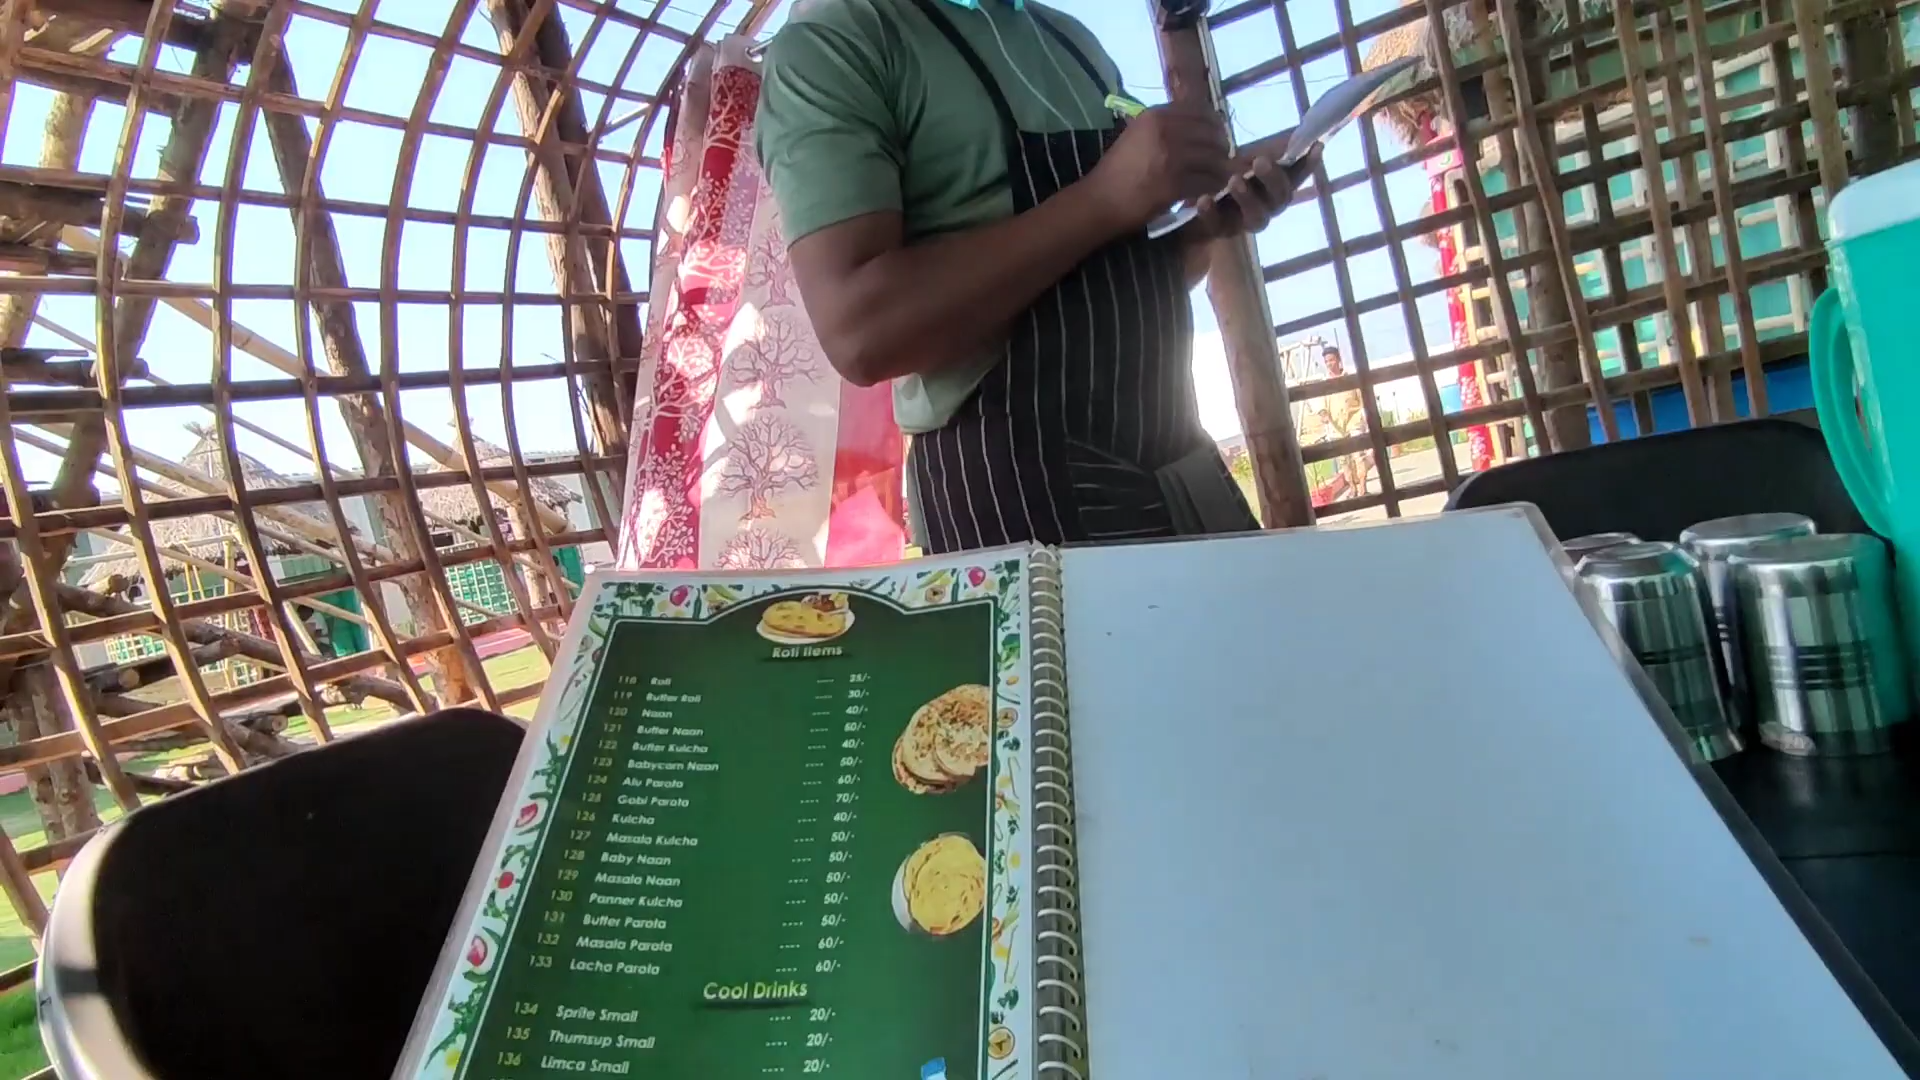 Roti Items
118 Roti ---- 25/-
119 Butter Roti ---- 30/-
120 Naan ---- 40/-
121 Butter Naan ---- 50/-
122 Butter Kulcha ---- 40/-
123 Babycorn Naan ---- 50/-
124 Alu Parota ---- 60/-
125 Gobi Parota ---- 70/-
126 Kulcha ---- 40/-
127 Masala Kulcha ---- 50/-
128 Baby Naan ---- 50/-
129 Masala Naan ---- 50/-
130 Panner Kulcha ---- 50/-
131 Butter Parota ---- 50/-
132 Masala Parota ---- 60/-
133 Lacha Parota ---- 60/-
Cool Drinks
134 Sprite Small ---- 20/-
135 Thumsup Small ---- 20/-
136 Limca Small ---- 20/-